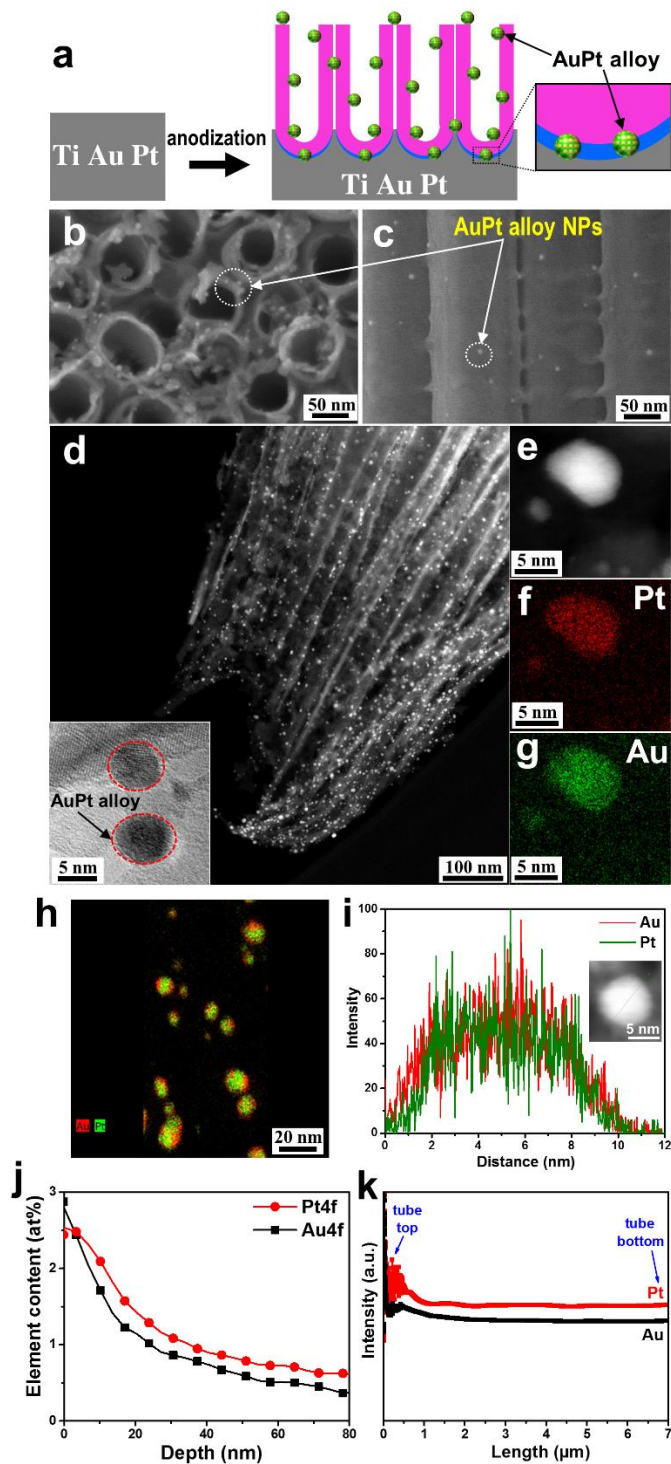 a
AuPt alloy
Ti Au Pt
anodization
Ti Au Pt
b
c
AuPt alloy NPs
50 nm
50 nm
d
e
5 nm
f
Pt
5 nm
g
Au
5 nm
AuPt alloy
5 nm
100 nm
h
Au Pt
20 nm
i
Au
Pt
5 nm
100
80
60
40
20
0
Intensity
0 2 4 6 8 10 12
Distance (nm)
j
Pt4f
Au4f
3
2
1
0
Element content (at%)
0 20 40 60 80
Depth (nm)
k
tube
top
tube
bottom
Pt
Au
Intensity (a.u.)
0 1 2 3 4 5 6 7
Length (µm)